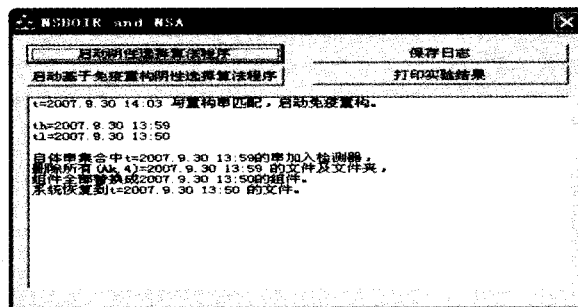 NSBOIR and NSA
启动阴性选择算法程序
保存日志
启动基于免疫重构阴性选择算法程序
打印实验结果
t=2007.9.30 14:03 与重构串匹配，启动免疫重构。
th=2007.9.30 13:59
t1=2007.9.30 13:50
自体串集合中t=2007.9.30 13:59的串加入检测器，
删除所有(Ak,4)=2007.9.30 13:59 的文件及文件夹，
组件全部替换成2007.9.30 13:50的组件。
系统恢复到t=2007.9.30 13:50 的文件。